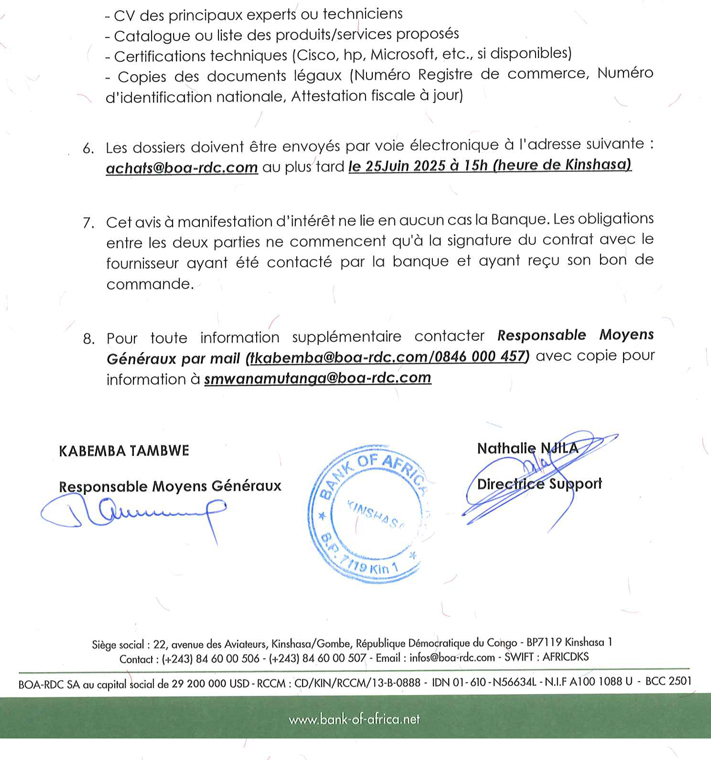 - CV des principaux experts ou techniciens
- Catalogue ou liste des produits/services proposés
- Certifications techniques (Cisco, hp, Microsoft, etc., si disponibles)
- Copies des documents légaux (Numéro Registre de commerce, Numéro
d'identification nationale, Attestation fiscale à jour)
6. Les dossiers doivent être envoyés par voie électronique à l'adresse suivante :
achats@boa-rdc.com au plus tard le 25Juin 2025 à 15h (heure de Kinshasa)
7. Cet avis à manifestation d'intérêt ne lie en aucun cas la Banque. Les obligations
entre les deux parties ne commencent qu'à la signature du contrat avec le
fournisseur ayant été contacté par la banque et ayant reçu son bon de
commande.
8. Pour toute information supplémentaire contacter Responsable Moyens
Généraux par mail (tkabemba@boa-rdc.com/0846 000 457) avec copie pour
information à smwanamutanga@boa-rdc.com
KABEMBA TAMBWE
Responsable Moyens Généraux
BANK OF AFRICA
KINSHASA
B.P. 7119 Kin 1
Nathalie NJILA
Directrice Support
Siège social : 22, avenue des Aviateurs, Kinshasa/Gombe, République Démocratique du Congo - BP7119 Kinshasa 1
Contact : (+243) 84 60 00 506 - (+243) 84 60 00 507 - Email : infos@boa-rdc.com - SWIFT : AFRICDKS
BOA-RDC SA au capital social de 29 200 000 USD - RCCM : CD/KIN/RCCM/13-B-0888 - IDN 01- 610 -N56634L - N.I.F A100 1088 U - BCC 2501
www.bank-of-africa.net